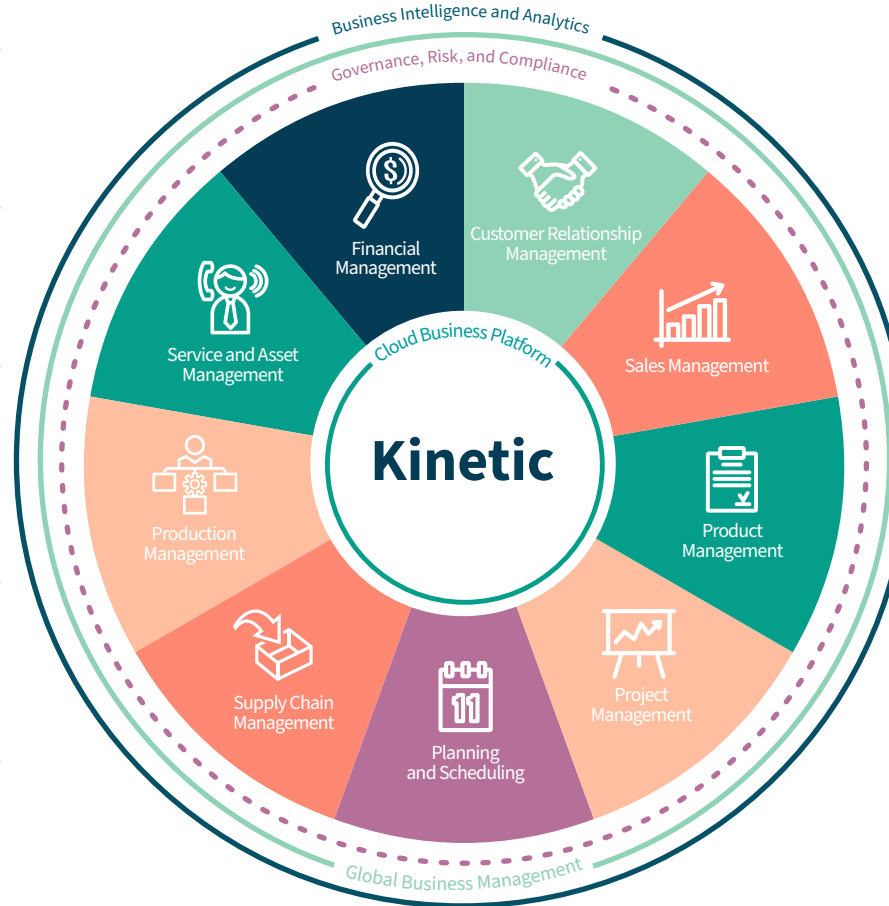 Business Intelligence and Analytics
Governance, Risk, and Compliance
$
Financial
Management
Customer Relationship
Management
Service and Asset
Management
Sales Management
Cloud Business Platform
Kinetic
Production
Management
Product
Management
Supply Chain
Management
Project
Management
11
Planning
and Scheduling
Global Business Management